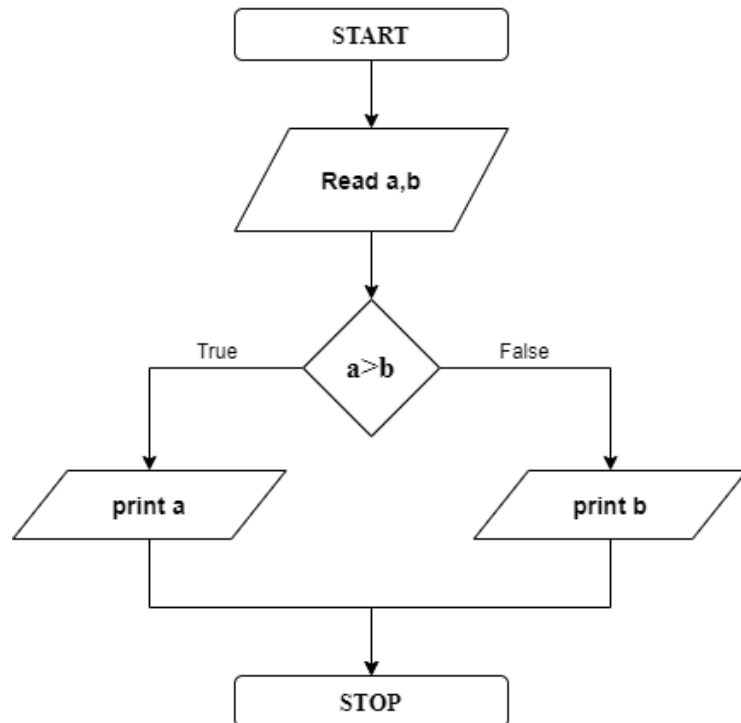 START
Read a,b
a>b
True
False
print a
print b
STOP